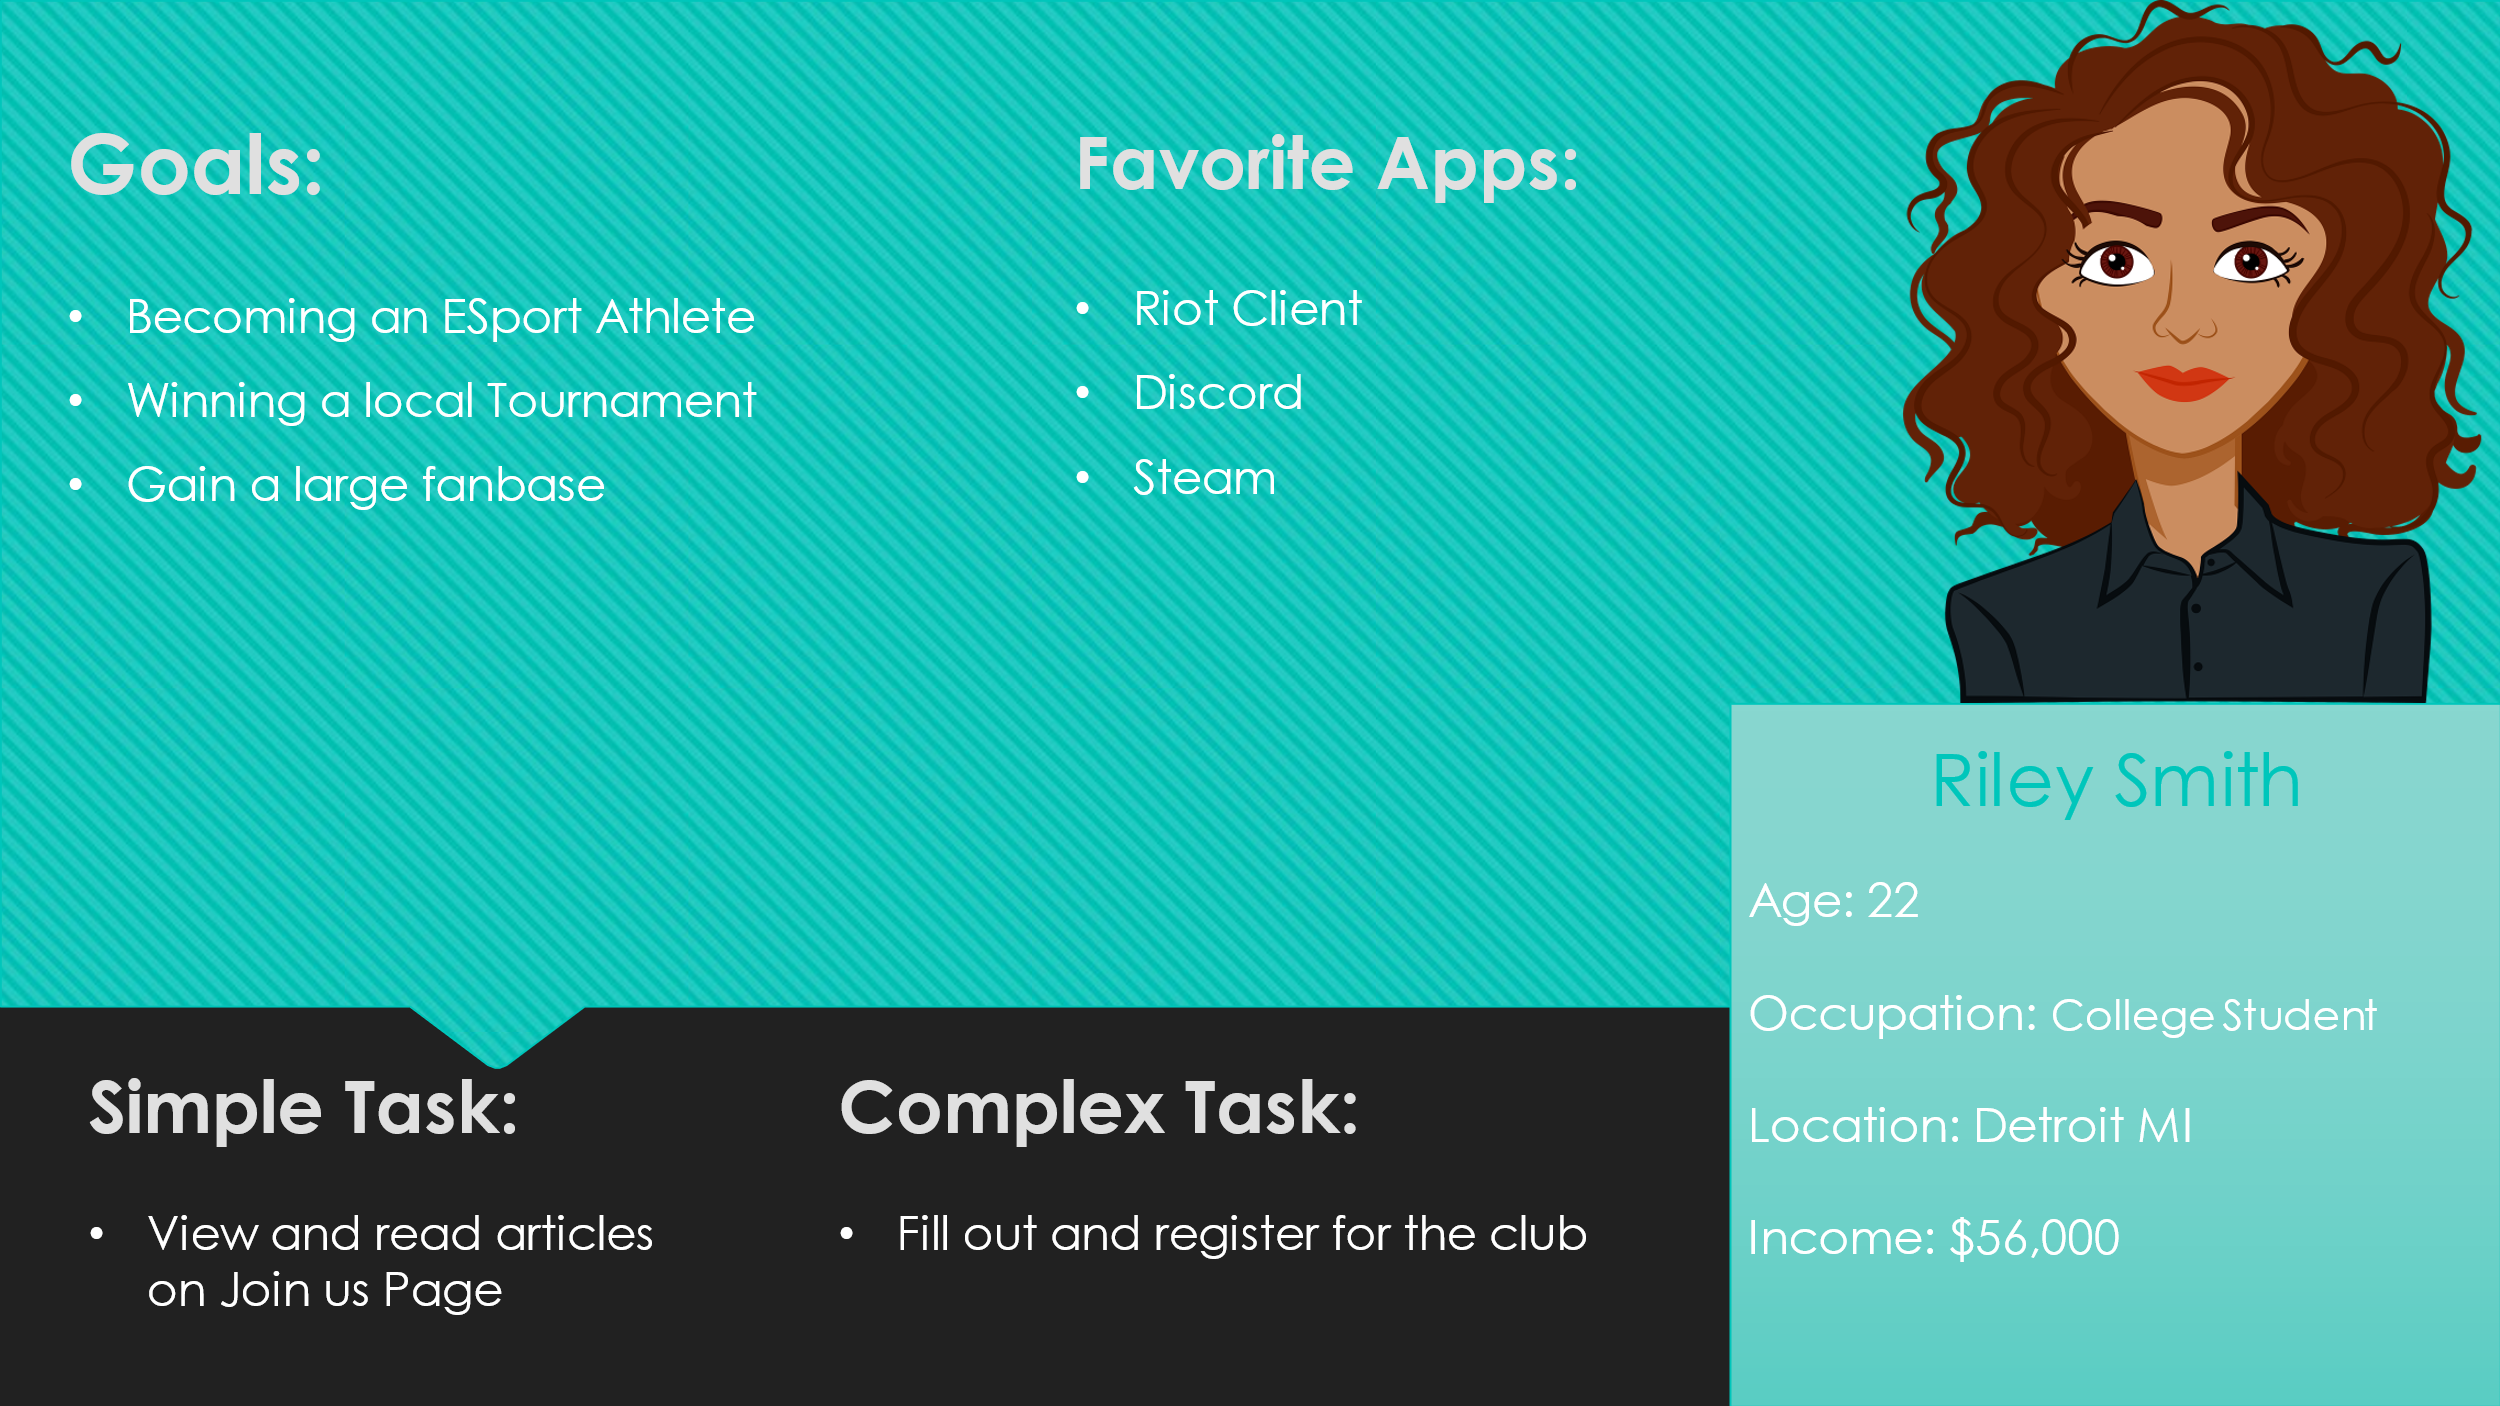 Goals:
• Becoming an ESport Athlete
• Winning a local Tournament
• Gain a large fanbase
Favorite Apps:
• Riot Client
• Discord
• Steam
Riley Smith
Age: 22
Occupation: College Student
Location: Detroit MI
Income: $56,000
Simple Task:
• View and read articles
on Join us Page
Complex Task:
• Fill out and register for the club